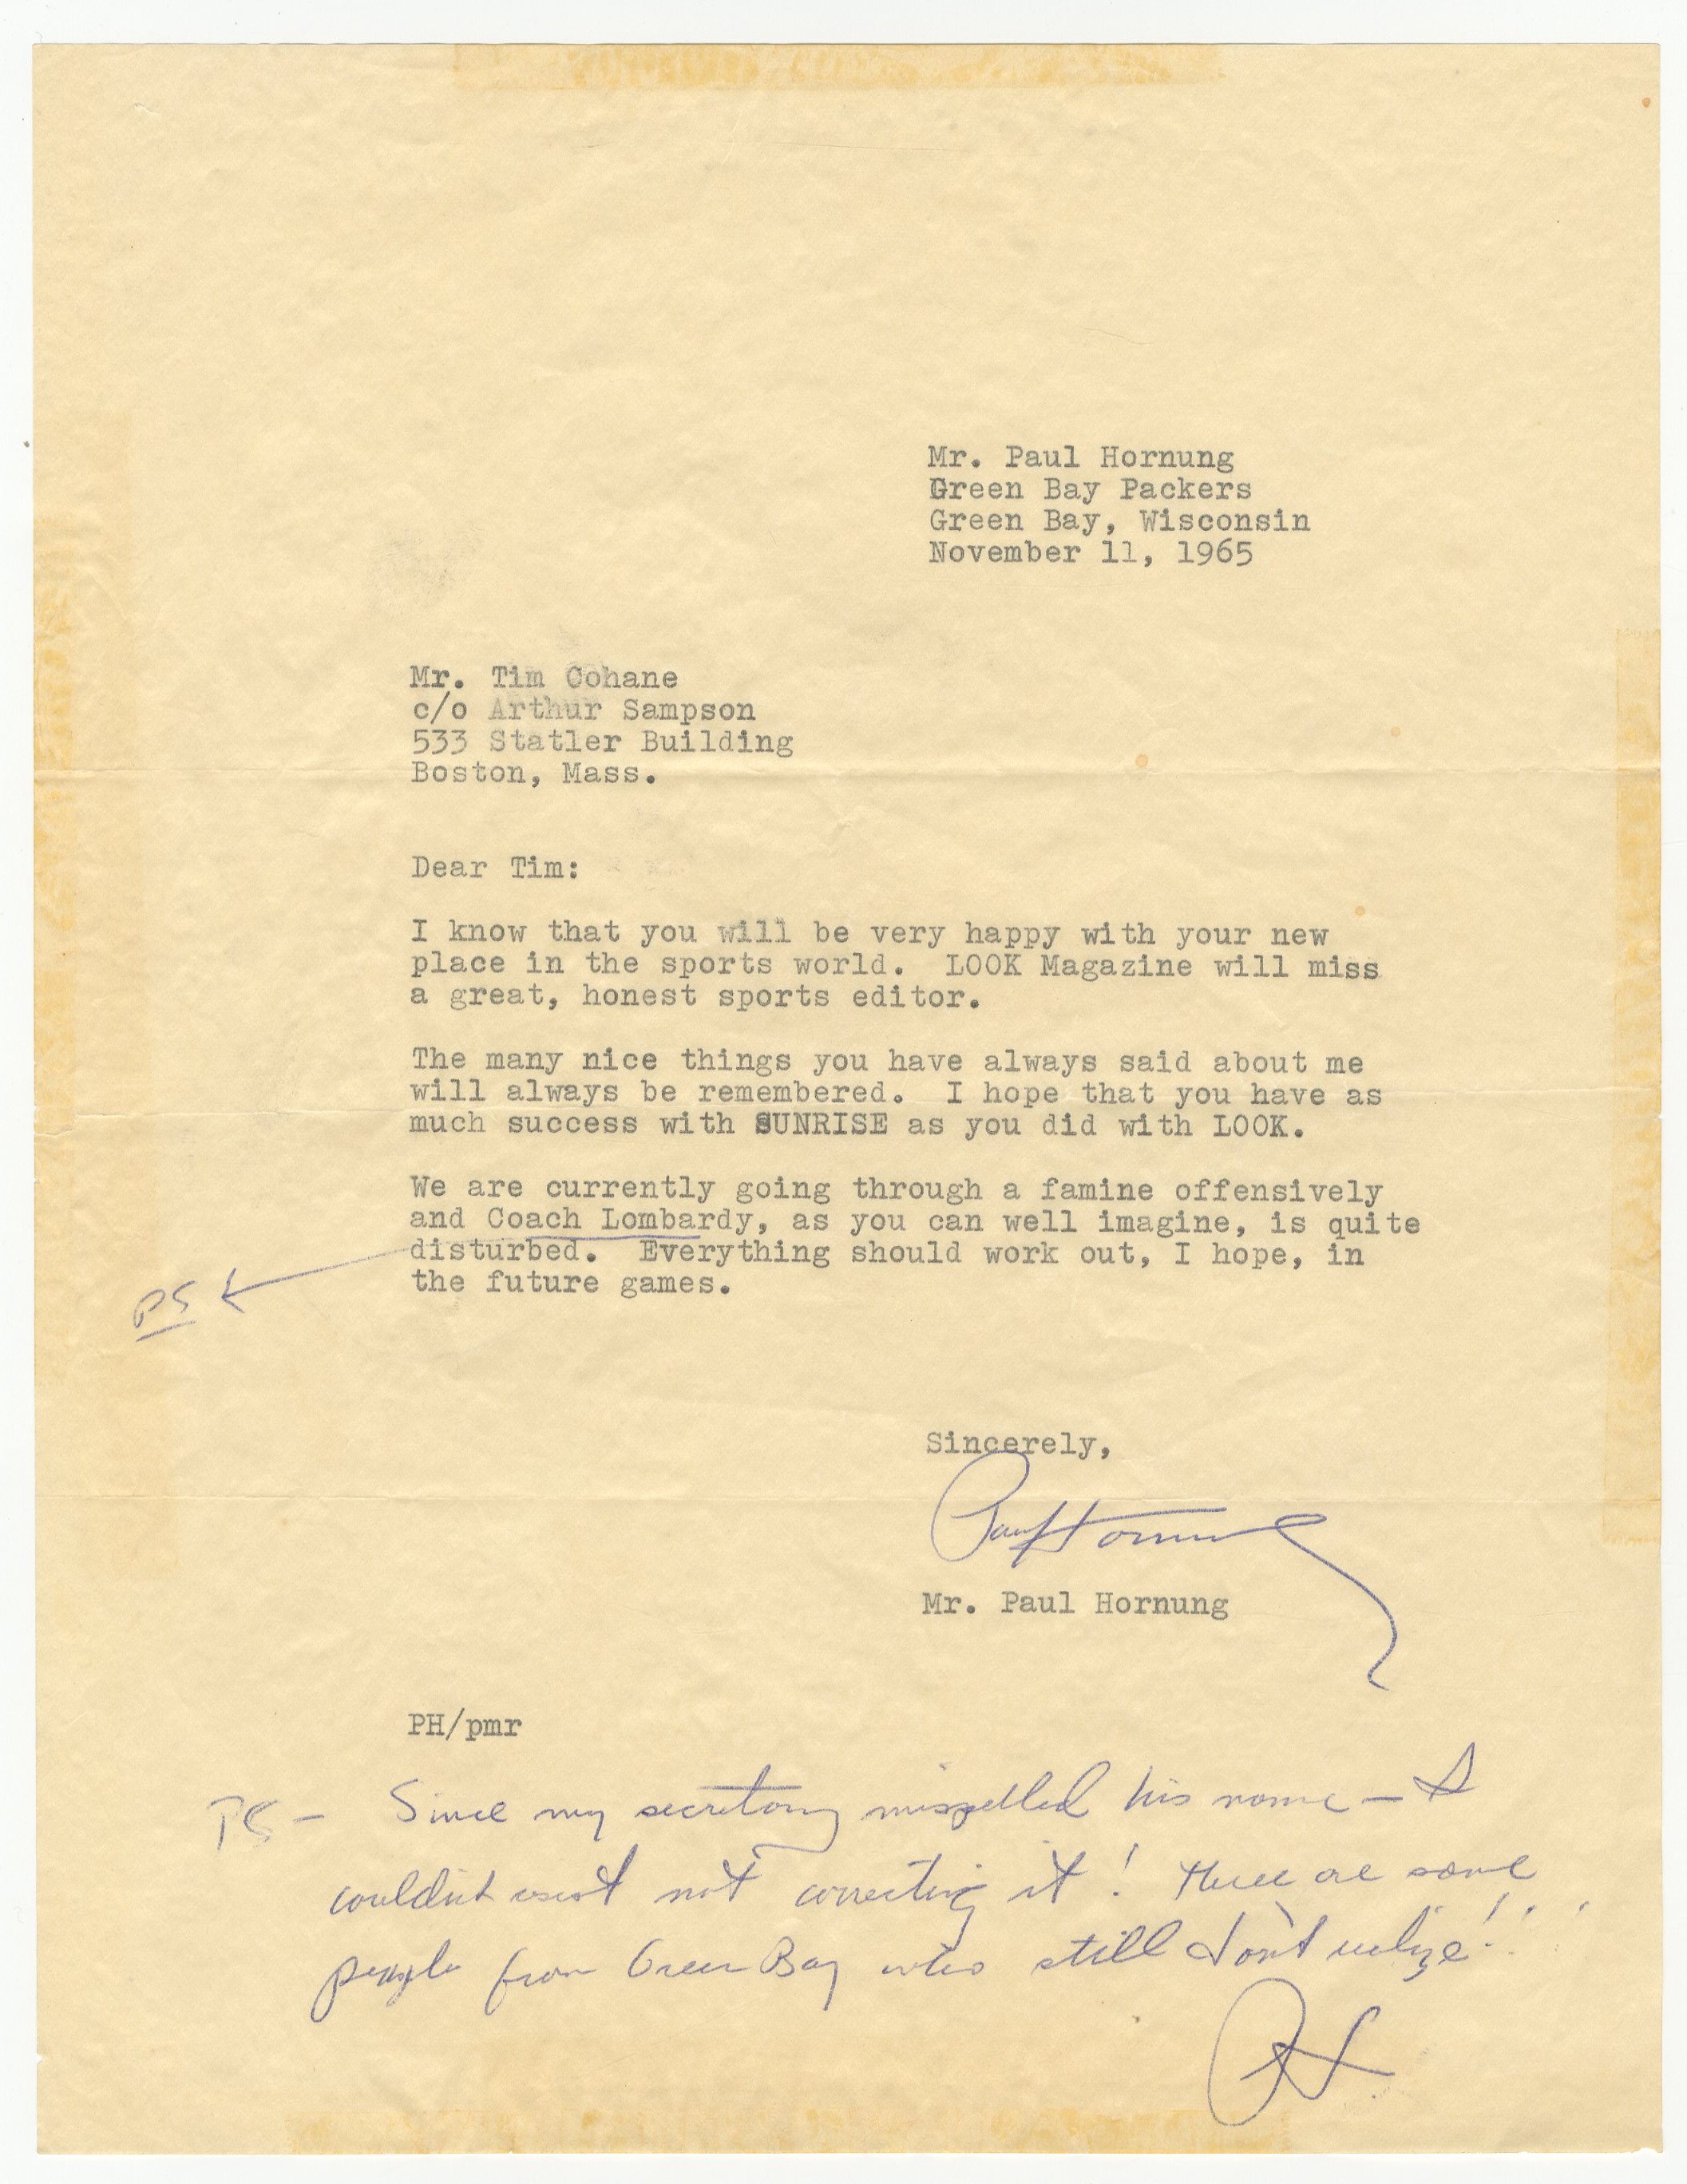 Mr. Paul Hornung
Green Bay Packers
Green Bay, Wisconsin
November 11, 1965
Mr. Tim Cohane
c/o Arthur Sampson
533 Statler Building
Boston, Mass.
Dear Tim:
I know that you will be very happy with your new
place in the sports world. LOOK Magazine will miss
a great, honest sports editor.
The many nice things you have always said about me
will always be remembered. I hope that you have as
much success with SUNRISE as you did with LOOK.
We are currently going through a famine offensively
and Coach Lombardy, as you can well imagine, is quite
disturbed. Everything should work out, I hope, in
the future games.
PS
Sincerely,
Paul Hornung
Mr. Paul Hornung
PH/pmr
PS - Since my secretary misspelled his name - I
couldn't resist not correcting it! There are some
people from Green Bay who still don't realize!!!
PH